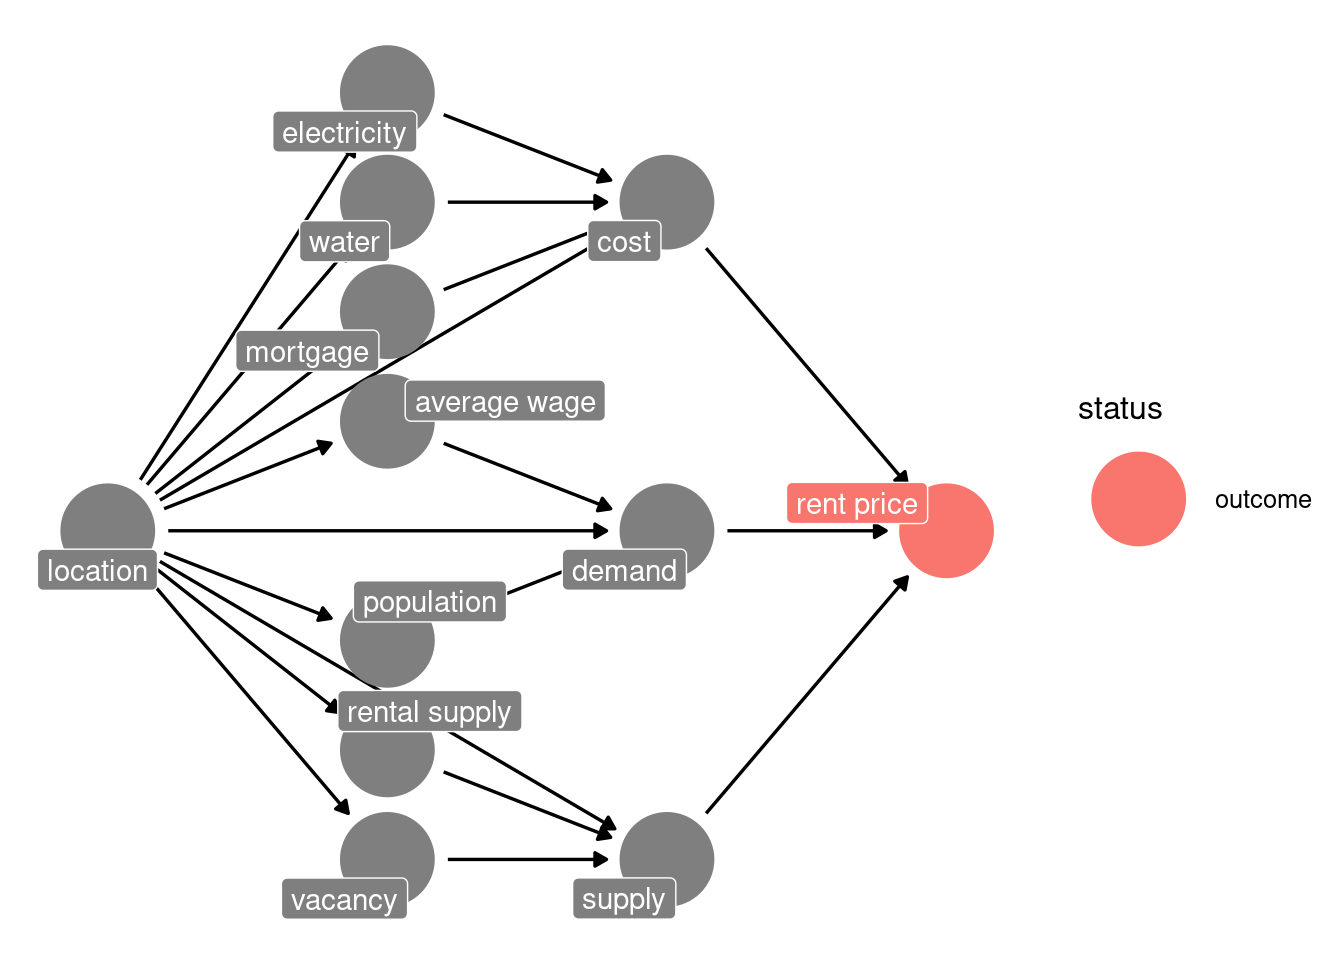 electricity
water
cost
mortgage
average wage
status
rent price
outcome
location
demand
population
rental supply
vacancy
supply